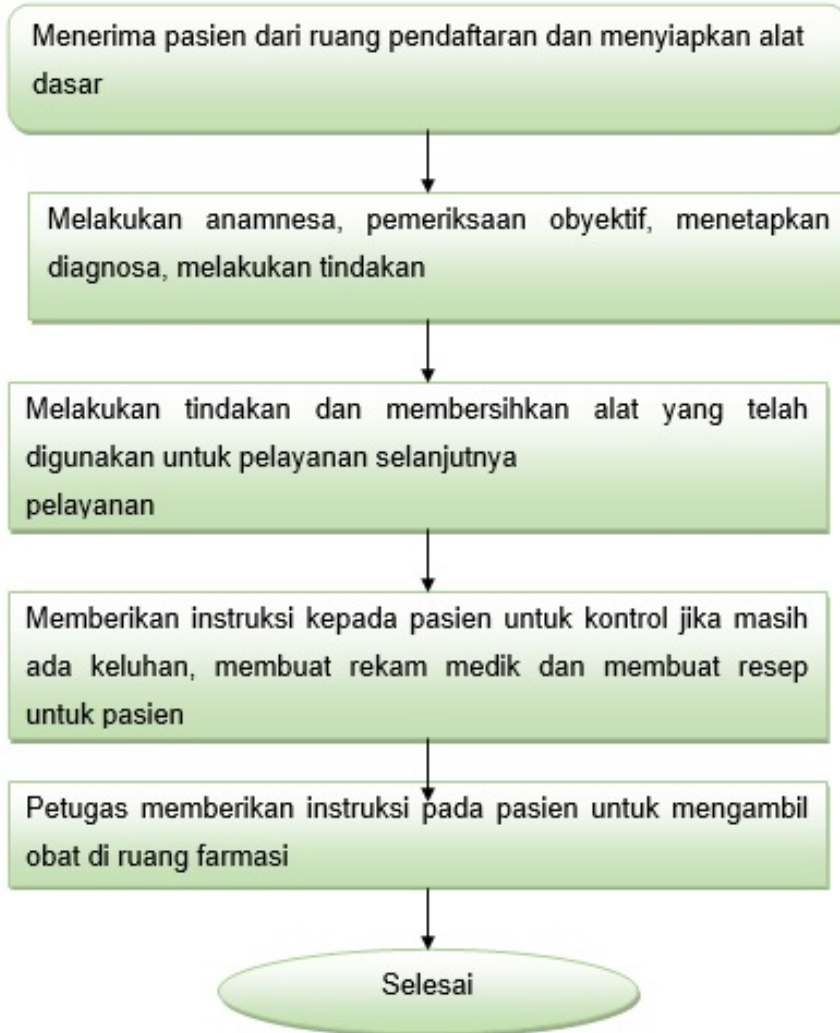 Menerima pasien dari ruang pendaftaran dan menyiapkan alat
dasar
Melakukan anamnesa, pemeriksaan obyektif, menetapkan
diagnosa, melakukan tindakan
Melakukan tindakan dan membersihkan alat yang telah
digunakan untuk pelayanan selanjutnya
pelayanan
Memberikan instruksi kepada pasien untuk kontrol jika masih
ada keluhan, membuat rekam medik dan membuat resep
untuk pasien
Petugas memberikan instruksi pada pasien untuk mengambil
obat di ruang farmasi
Selesai